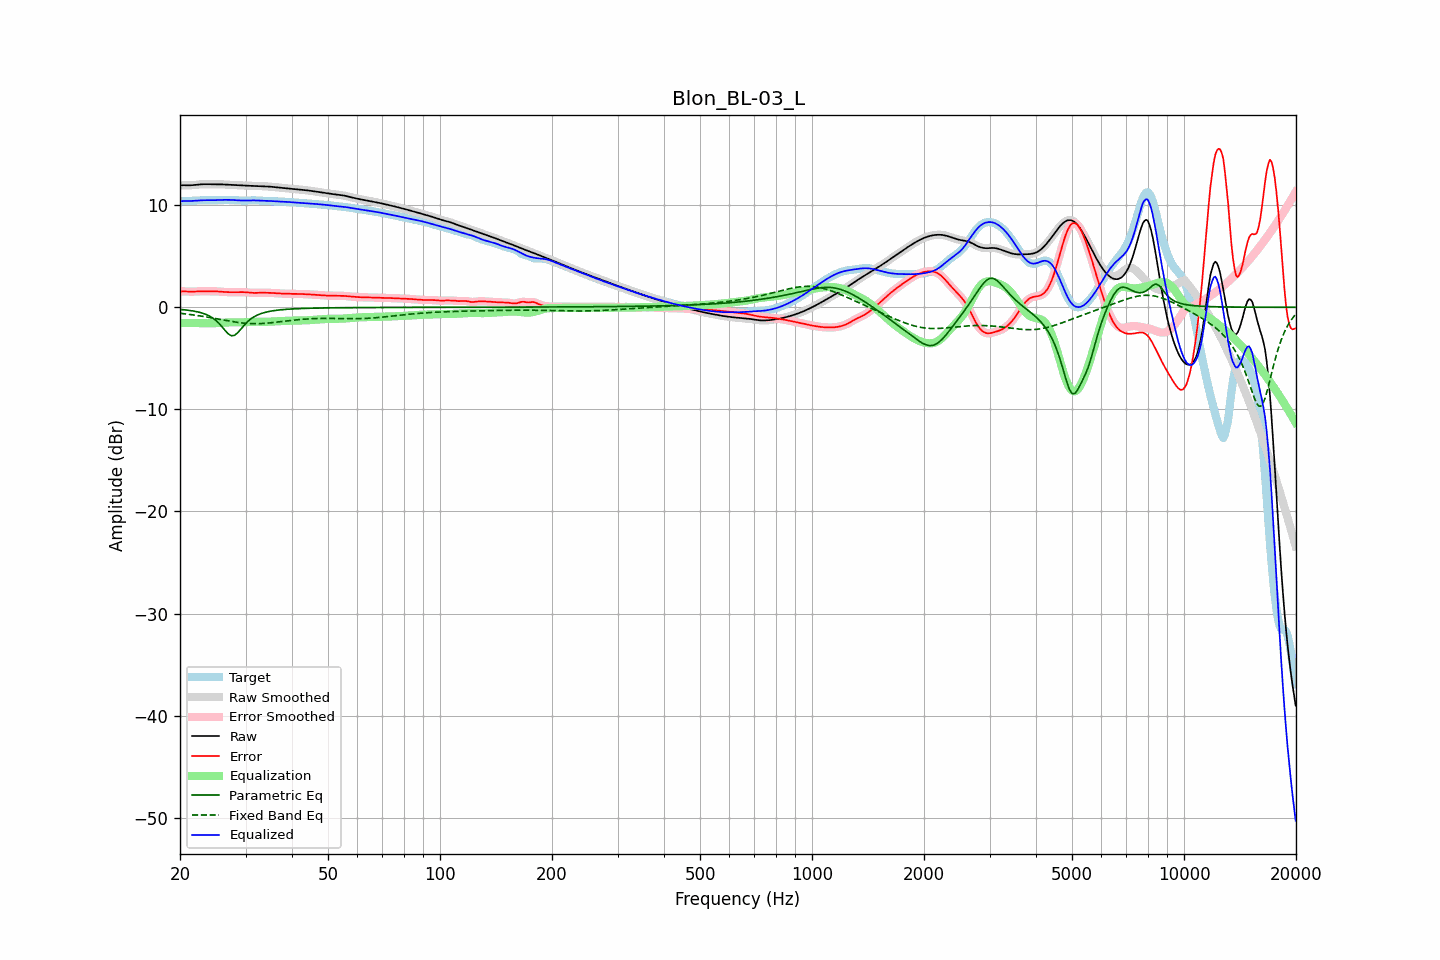 Blon_BL-03_L
Amplitude (dBr)
10
0
−10
−20
−30
−40
−50
Target
Raw Smoothed
Error Smoothed
Raw
Error
Equalization
Parametric Eq
Fixed Band Eq
Equalized
20 50 100 200 500 1000 2000 5000 10000 20000
Frequency (Hz)